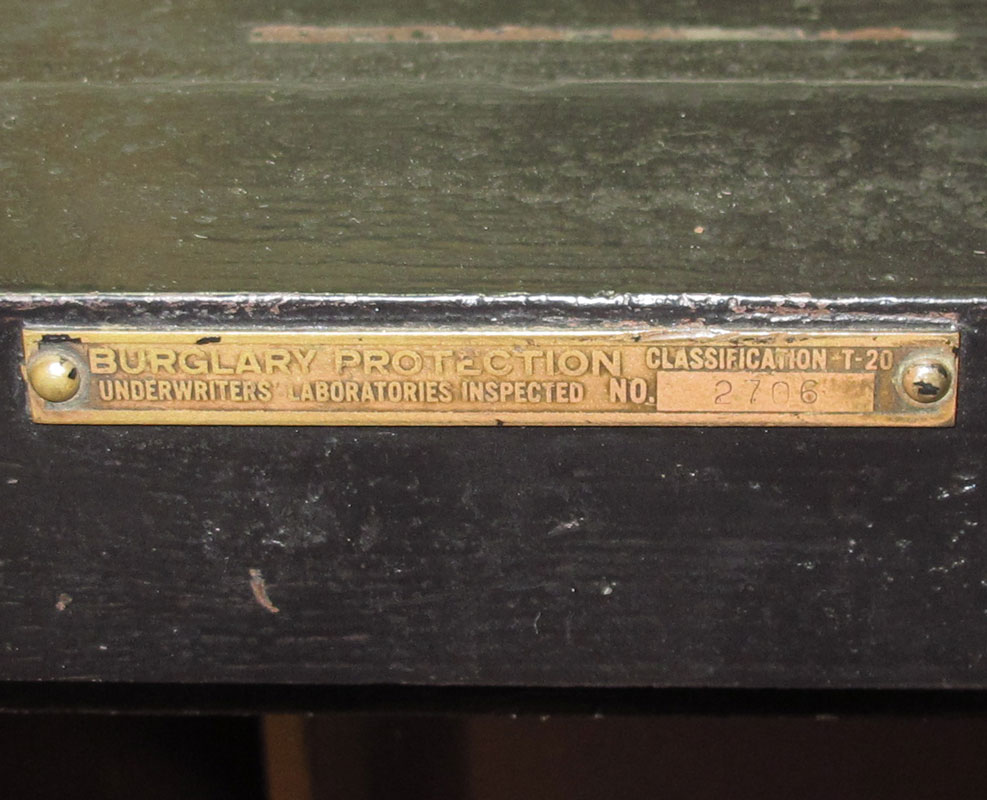 BURGLARY PROTECTION CLASSIFICATION T-20
UNDERWRITERS' LABORATORIES INSPECTED NO. 2706